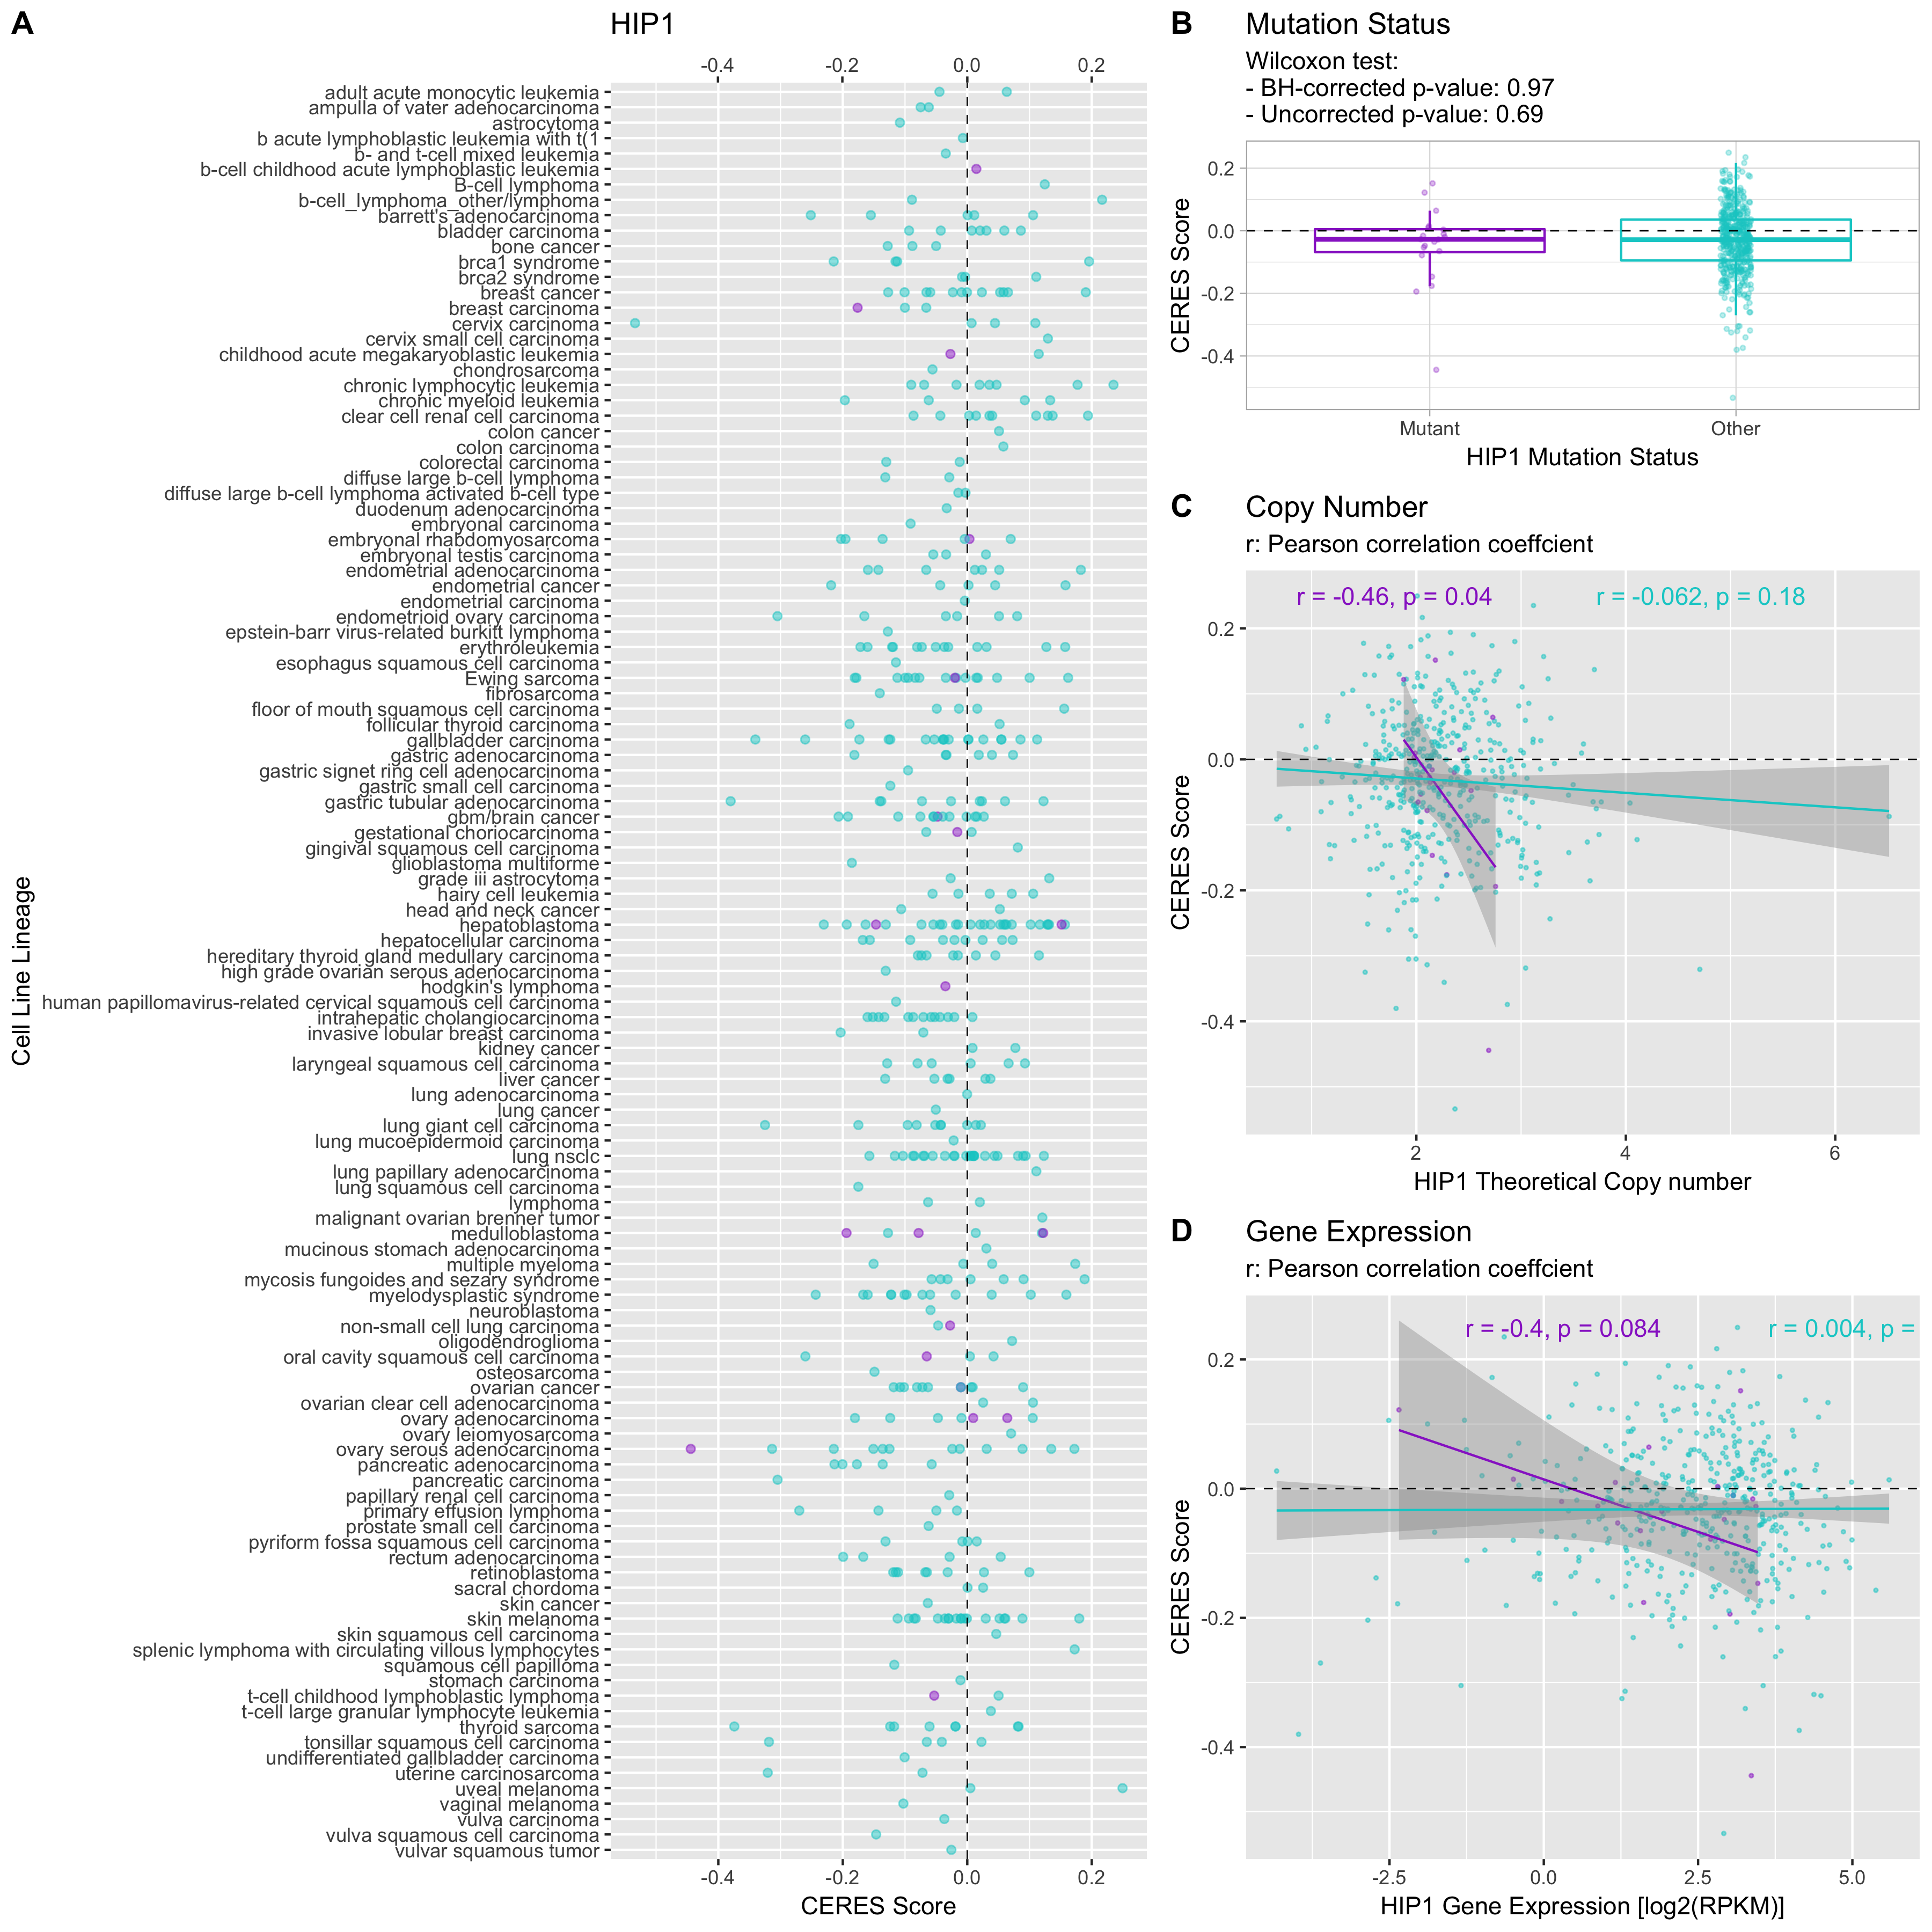 A
HIP1
-0.4 -0.2 0.0 0.2
adult acute monocytic leukemia
ampulla of vater adenocarcinoma
astrocytoma
b acute lymphoblastic leukemia with t(1
b- and t-cell mixed leukemia
b-cell childhood acute lymphoblastic leukemia
B-cell lymphoma
b-cell_lymphoma_other/lymphoma
barrett's adenocarcinoma
bladder carcinoma
bone cancer
brca1 syndrome
brca2 syndrome
breast cancer
breast carcinoma
cervix carcinoma
cervix small cell carcinoma
childhood acute megakaryoblastic leukemia
chondrosarcoma
chronic lymphocytic leukemia
chronic myeloid leukemia
clear cell renal cell carcinoma
colon cancer
colon carcinoma
colorectal carcinoma
diffuse large b-cell lymphoma
diffuse large b-cell lymphoma activated b-cell type
duodenum adenocarcinoma
embryonal carcinoma
embryonal rhabdomyosarcoma
embryonal testis carcinoma
endometrial adenocarcinoma
endometrial cancer
endometrial carcinoma
endometrioid ovary carcinoma
epstein-barr virus-related burkitt lymphoma
erythroleukemia
esophagus squamous cell carcinoma
Ewing sarcoma
fibrosarcoma
floor of mouth squamous cell carcinoma
follicular thyroid carcinoma
gallbladder carcinoma
gastric adenocarcinoma
gastric signet ring cell adenocarcinoma
gastric small cell carcinoma
gastric tubular adenocarcinoma
gbm/brain cancer
gestational choriocarcinoma
gingival squamous cell carcinoma
glioblastoma multiforme
grade iii astrocytoma
hairy cell leukemia
head and neck cancer
hepatoblastoma
hepatocellular carcinoma
hereditary thyroid gland medullary carcinoma
high grade ovarian serous adenocarcinoma
hodgkin's lymphoma
human papillomavirus-related cervical squamous cell carcinoma
intrahepatic cholangiocarcinoma
invasive lobular breast carcinoma
kidney cancer
laryngeal squamous cell carcinoma
liver cancer
lung adenocarcinoma
lung cancer
lung giant cell carcinoma
lung mucoepidermoid carcinoma
lung nsclc
lung papillary adenocarcinoma
lung squamous cell carcinoma
lymphoma
malignant ovarian brenner tumor
medulloblastoma
mucinous stomach adenocarcinoma
multiple myeloma
mycosis fungoides and sezary syndrome
myelodysplastic syndrome
neuroblastoma
non-small cell lung carcinoma
oligodendroglioma
oral cavity squamous cell carcinoma
osteosarcoma
ovarian cancer
ovarian clear cell adenocarcinoma
ovary adenocarcinoma
ovary leiomyosarcoma
ovary serous adenocarcinoma
pancreatic adenocarcinoma
pancreatic carcinoma
papillary renal cell carcinoma
primary effusion lymphoma
prostate small cell carcinoma
pyriform fossa squamous cell carcinoma
rectum adenocarcinoma
retinoblastoma
sacral chordoma
skin cancer
skin melanoma
skin squamous cell carcinoma
splenic lymphoma with circulating villous lymphocytes
squamous cell papilloma
stomach carcinoma
t-cell childhood lymphoblastic lymphoma
t-cell large granular lymphocyte leukemia
thyroid sarcoma
tonsillar squamous cell carcinoma
undifferentiated gallbladder carcinoma
uterine carcinosarcoma
uveal melanoma
vaginal melanoma
vulva carcinoma
vulva squamous cell carcinoma
vulvar squamous tumor
-0.4 -0.2 0.0 0.2
CERES Score
Cell Line Lineage
B
Mutation Status
Wilcoxon test:
- BH-corrected p-value: 0.97
- Uncorrected p-value: 0.69
0.2
0.0
-0.2
-0.4
CERES Score
Mutant Other
HIP1 Mutation Status
C
Copy Number
r: Pearson correlation coeffcient
r = -0.46, p = 0.04 r = -0.062, p = 0.18
0.2
0.0
-0.2
-0.4
CERES Score
2 4 6
HIP1 Theoretical Copy number
D
Gene Expression
r: Pearson correlation coeffcient
r = -0.4, p = 0.084 r = 0.004, p =
0.2
0.0
-0.2
-0.4
CERES Score
-2.5 0.0 2.5 5.0
HIP1 Gene Expression [log2(RPKM)]